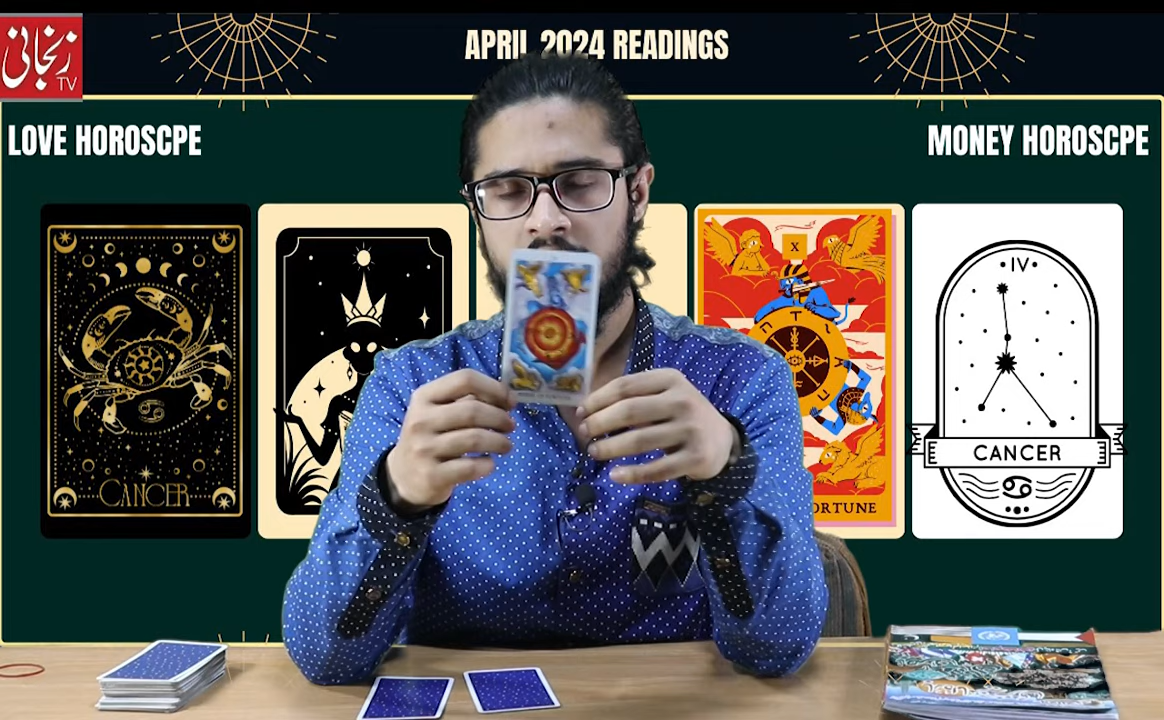 زنجانی
TV
APRIL 2024 READINGS
LOVE HOROSCPE
MONEY HOROSCPE
X
IV
CANCER
CANCER
ORTUNE